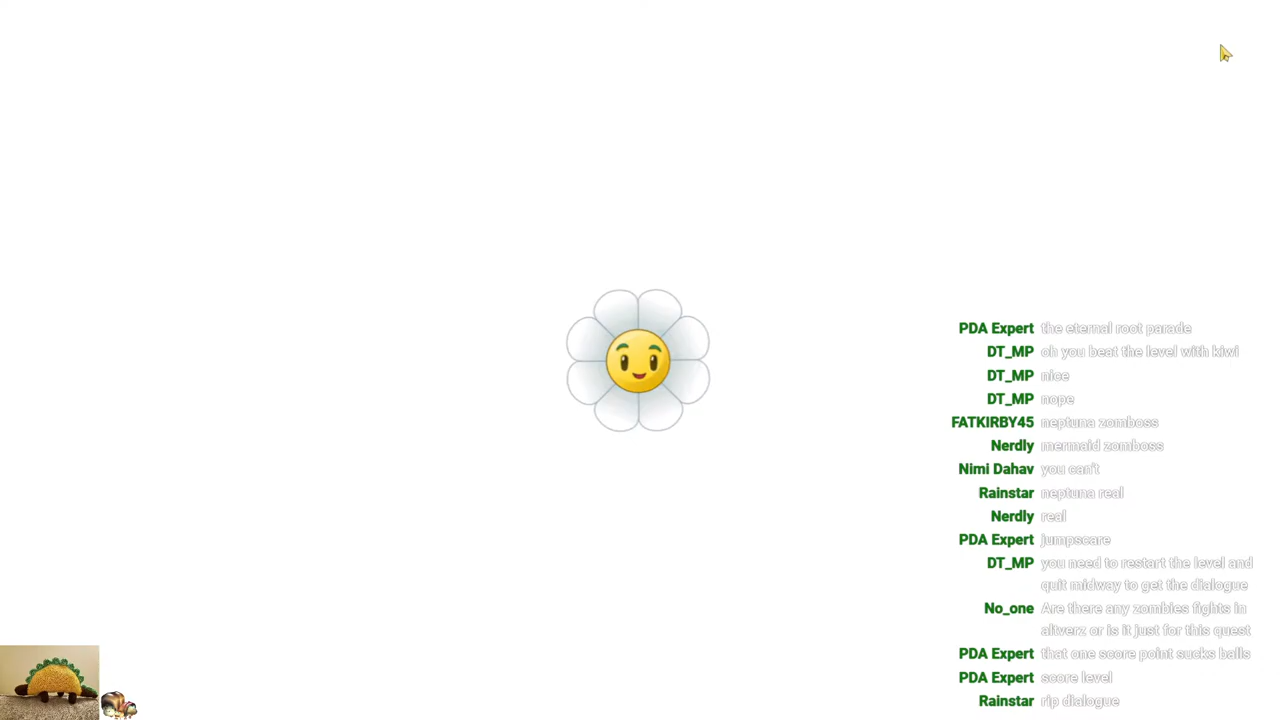 PDA Expert the eternal root parade
DT_MP oh you beat the level with kiwi
DT_MP nice
DT_MP nope
FATKIRBY45 neptuna zomboss
Nerdly mermaid zomboss
Nimi Dahav you can't
Rainstar neptuna real
Nerdly real
PDA Expert jumpscare
DT_MP you need to restart the level and
quit midway to get the dialogue
No_one Are there any zombies fights in
altverz or is it just for this quest
PDA Expert that one score point sucks balls
PDA Expert score level
Rainstar rip dialogue